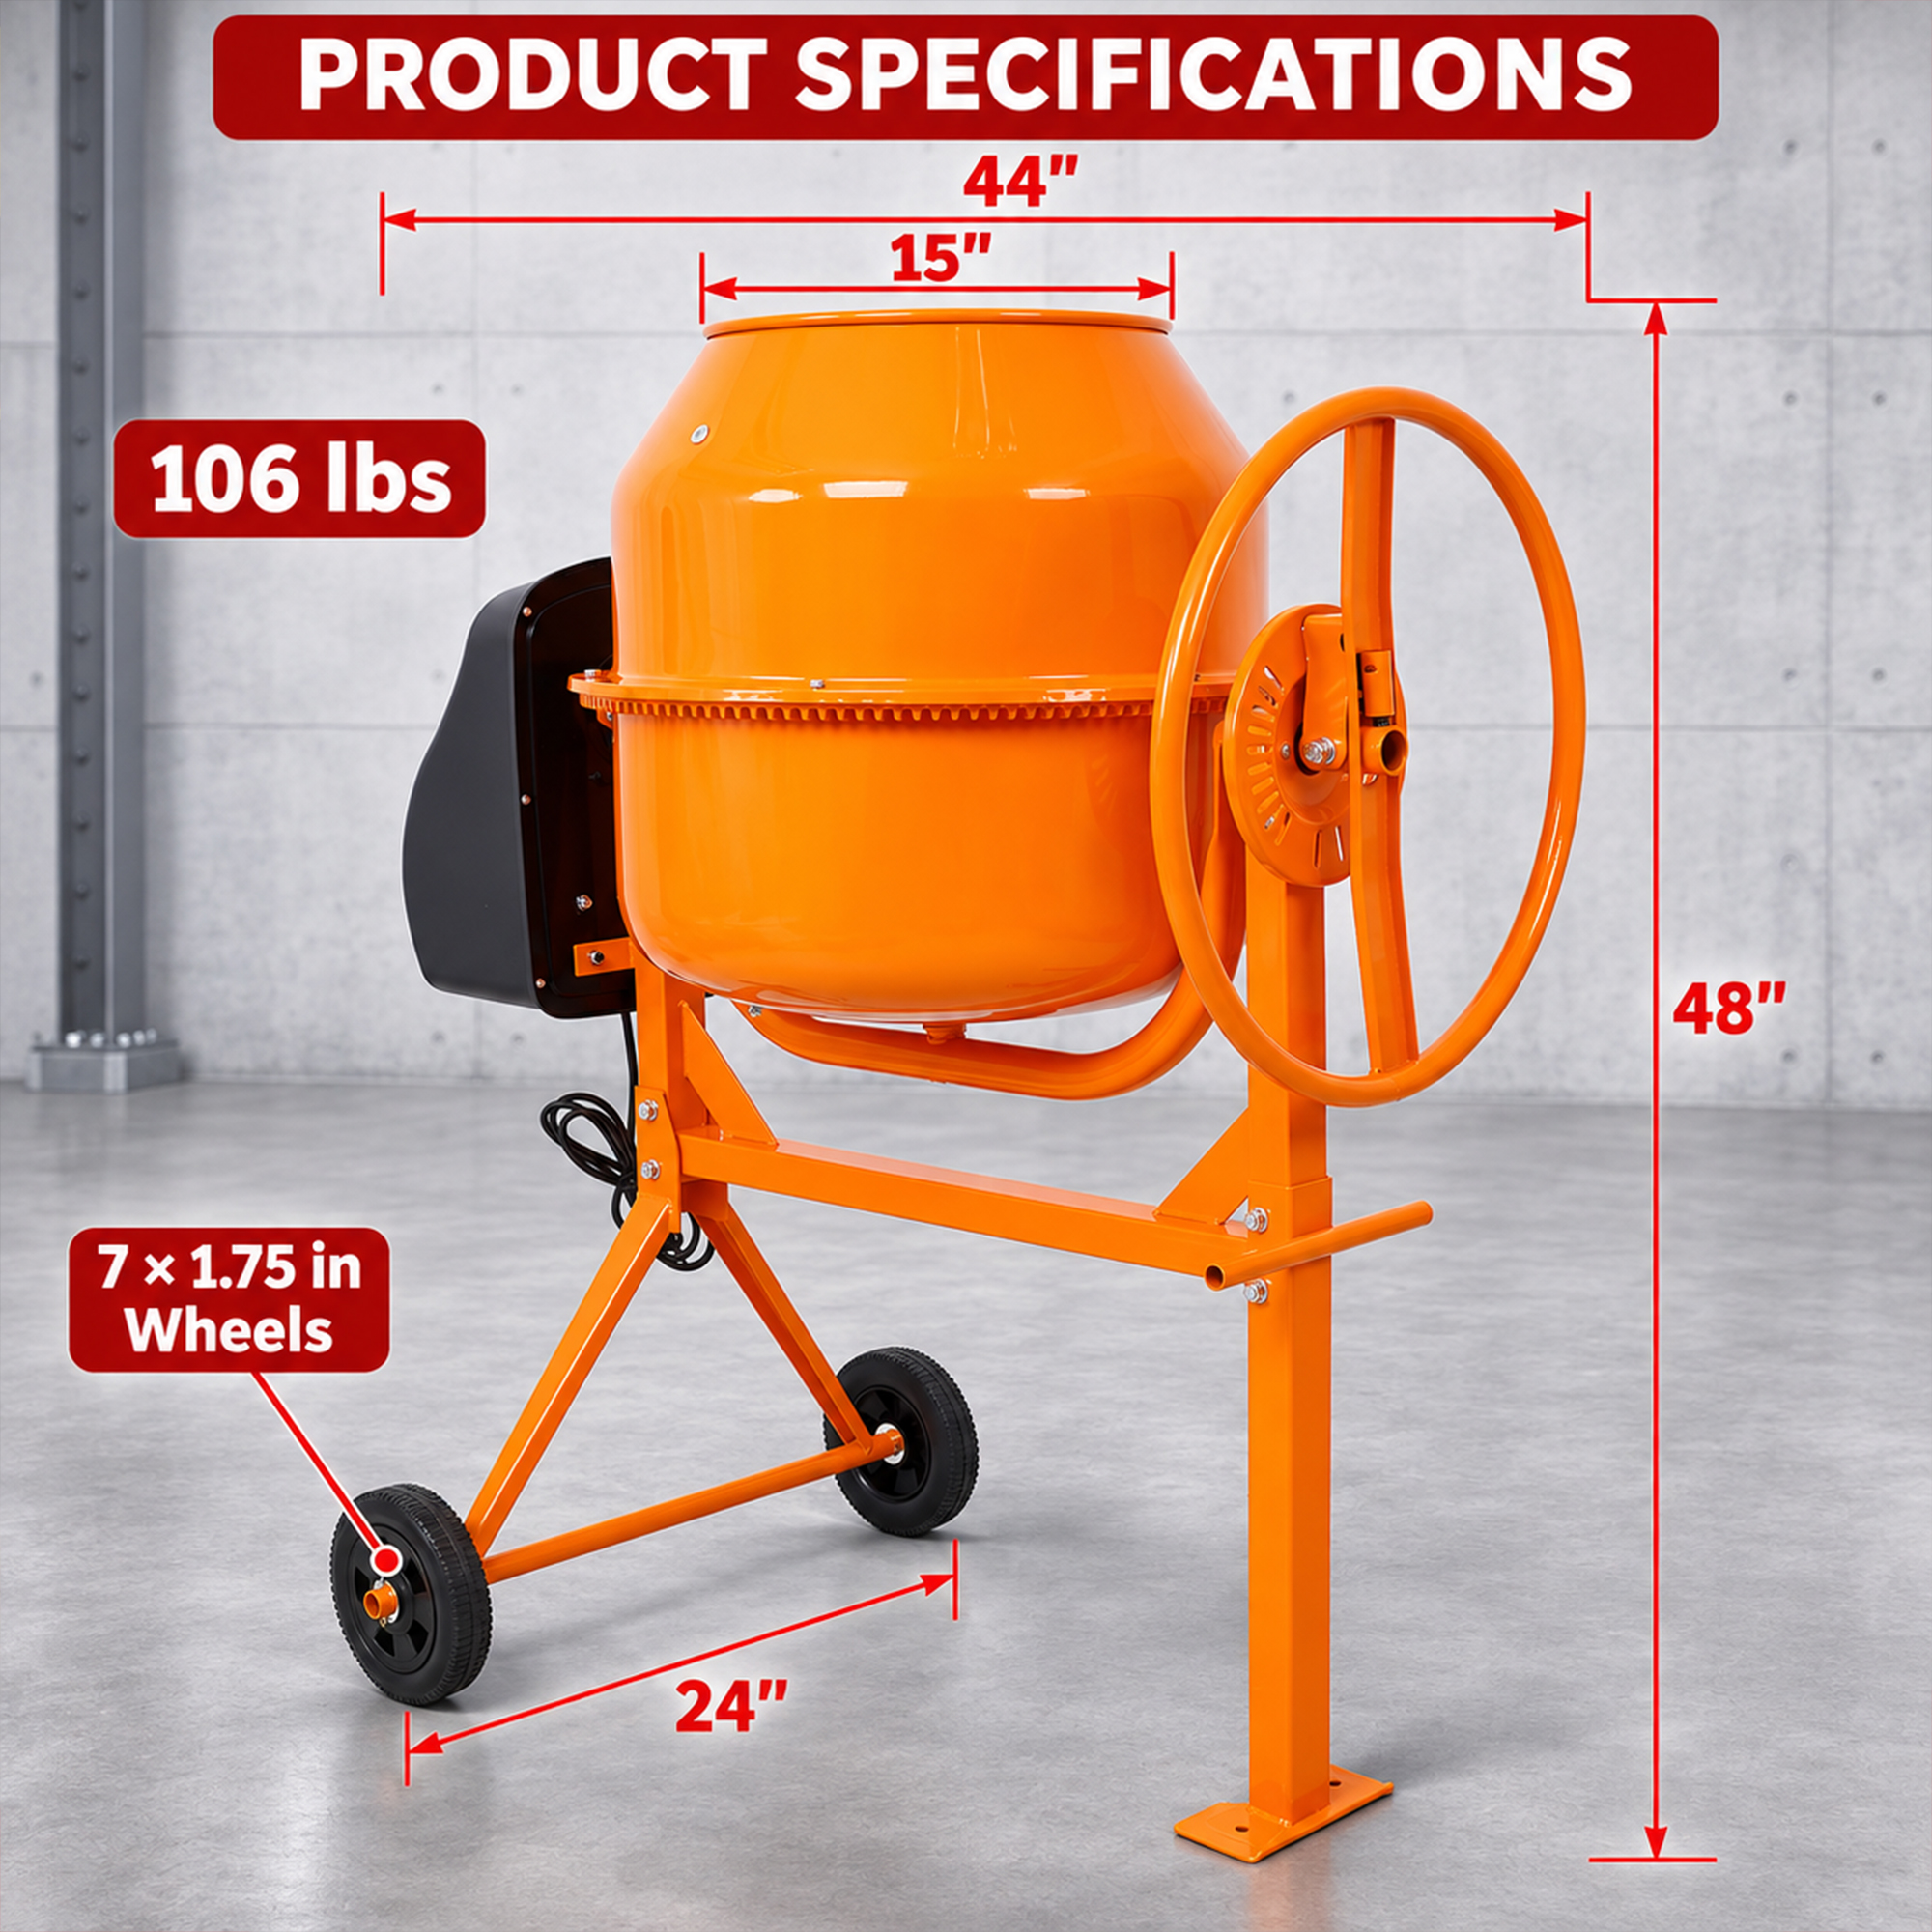 PRODUCT SPECIFICATIONS
44"
15"
106 lbs
48"
7 × 1.75 in
Wheels
24"